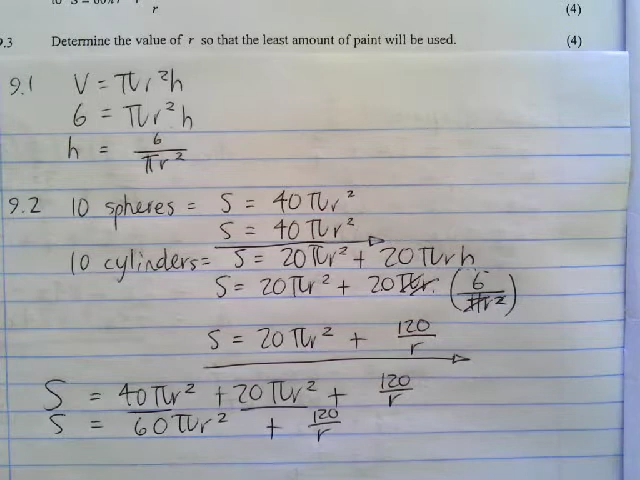 r
(4)
9.3 Determine the value of r so that the least amount of paint will be used. (4)
9.1 V = πr²h
6 = πr²h
h = 6/πr²
9.2 10 spheres = S = 40πr²
S = 40πr²
10 cylinders = S = 20πr² + 20πrh
S = 20πr² + 20πr (6/πr²)
S = 20πr² + 120/r
S = 40πr² + 20πr² + 120/r
S = 60πr² + 120/r